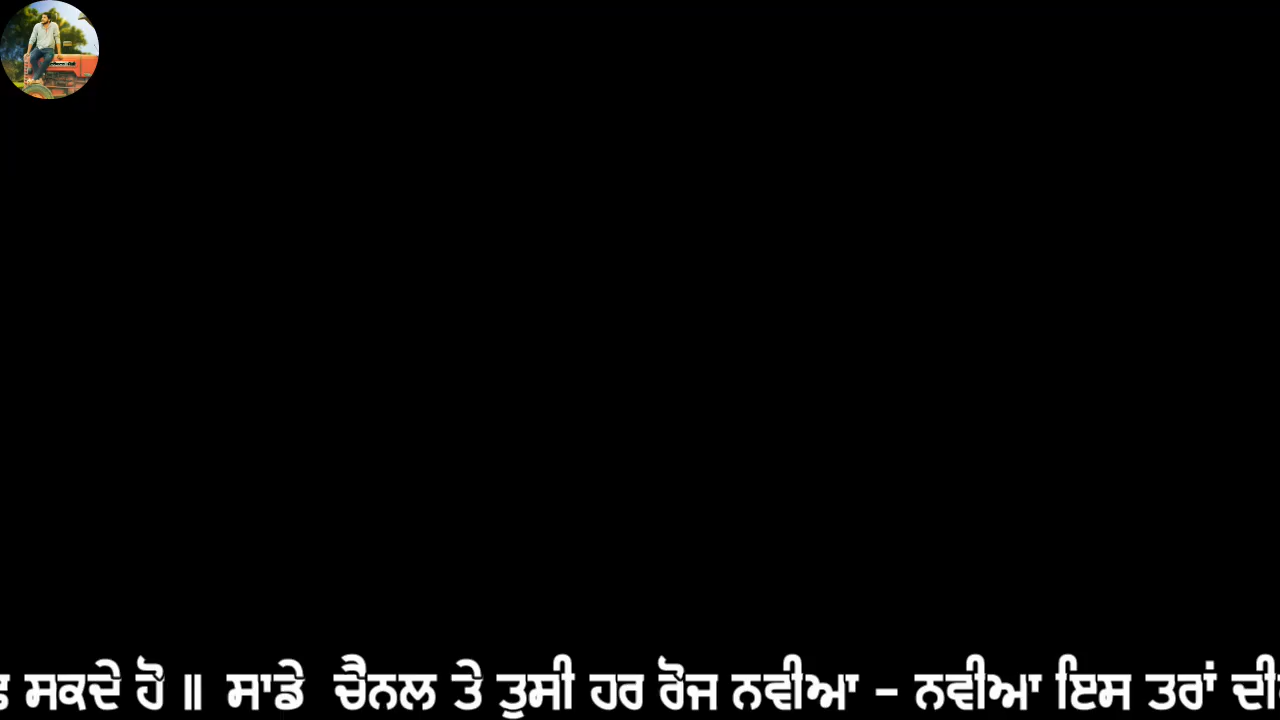 ਸਕਦੇ ਹੋ ॥ ਸਾਡੇ ਚੈਨਲ ਤੇ ਤੁਸੀ ਹਰ ਰੋਜ ਨਵੀਆ - ਨਵੀਆ ਇਸ ਤਰਾਂ